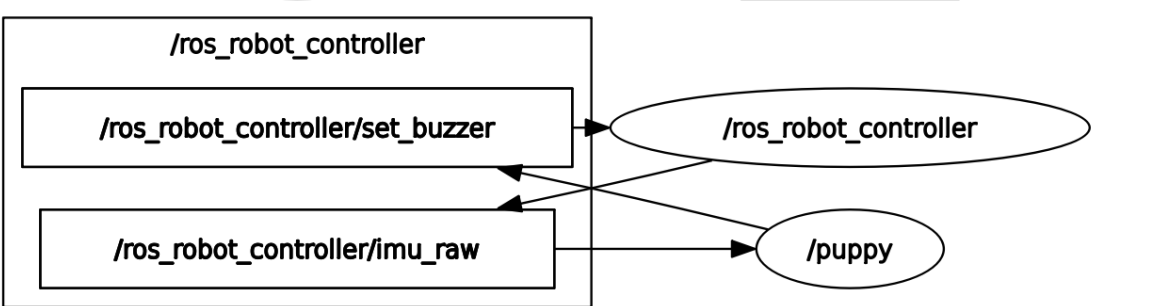 /ros_robot_controller
/ros_robot_controller/set_buzzer
/ros_robot_controller
/ros_robot_controller/imu_raw
/puppy